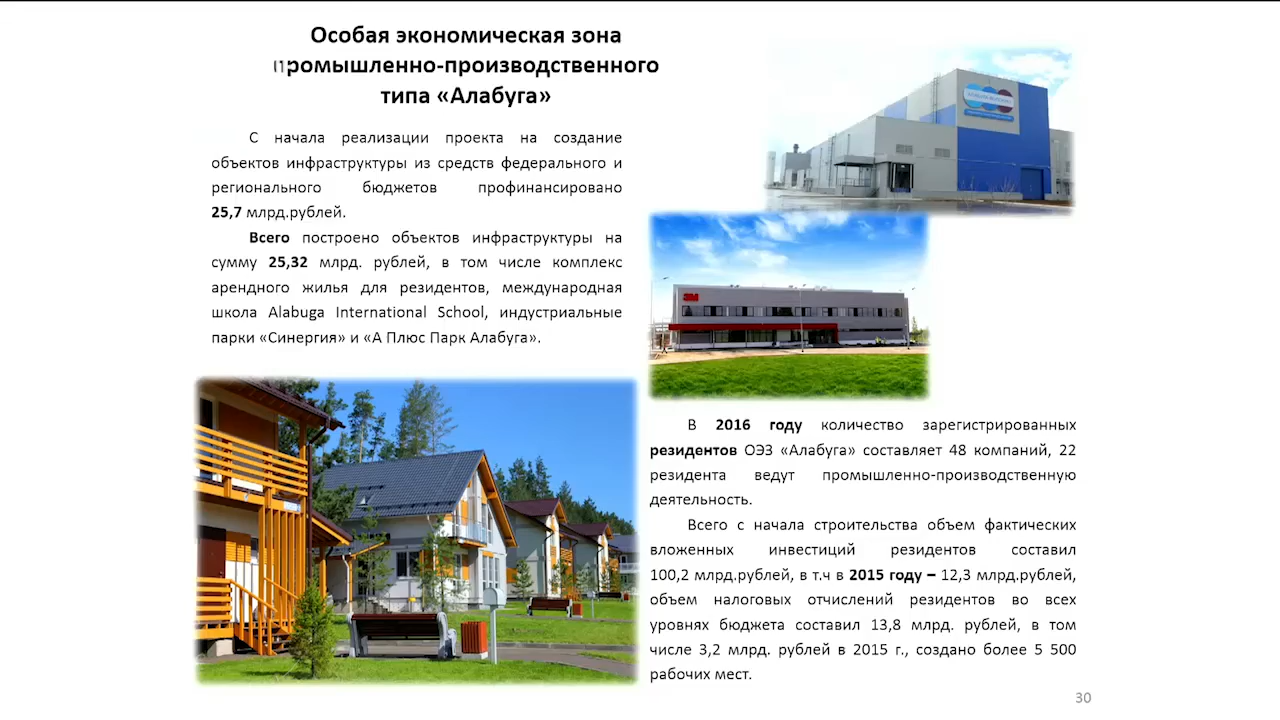 Особая экономическая зона
промышленно-производственного
типа «Алабуга»
С начала реализации проекта на создание
объектов инфраструктуры из средств федерального и
регионального бюджетов профинансировано
25,7 млрд.рублей.
Всего построено объектов инфраструктуры на
сумму 25,32 млрд. рублей, в том числе комплекс
арендного жилья для резидентов, международная
школа Alabuga International School, индустриальные
парки «Синергия» и «А Плюс Парк Алабуга».
3M
В 2016 году количество зарегистрированных
резидентов ОЭЗ «Алабуга» составляет 48 компаний, 22
резидента ведут промышленно-производственную
деятельность.
Всего с начала строительства объем фактических
вложенных инвестиций резидентов составил
100,2 млрд.рублей, в т.ч в 2015 году – 12,3 млрд.рублей,
объем налоговых отчислений резидентов во всех
уровнях бюджета составил 13,8 млрд. рублей, в том
числе 3,2 млрд. рублей в 2015 г., создано более 5 500
рабочих мест.
30